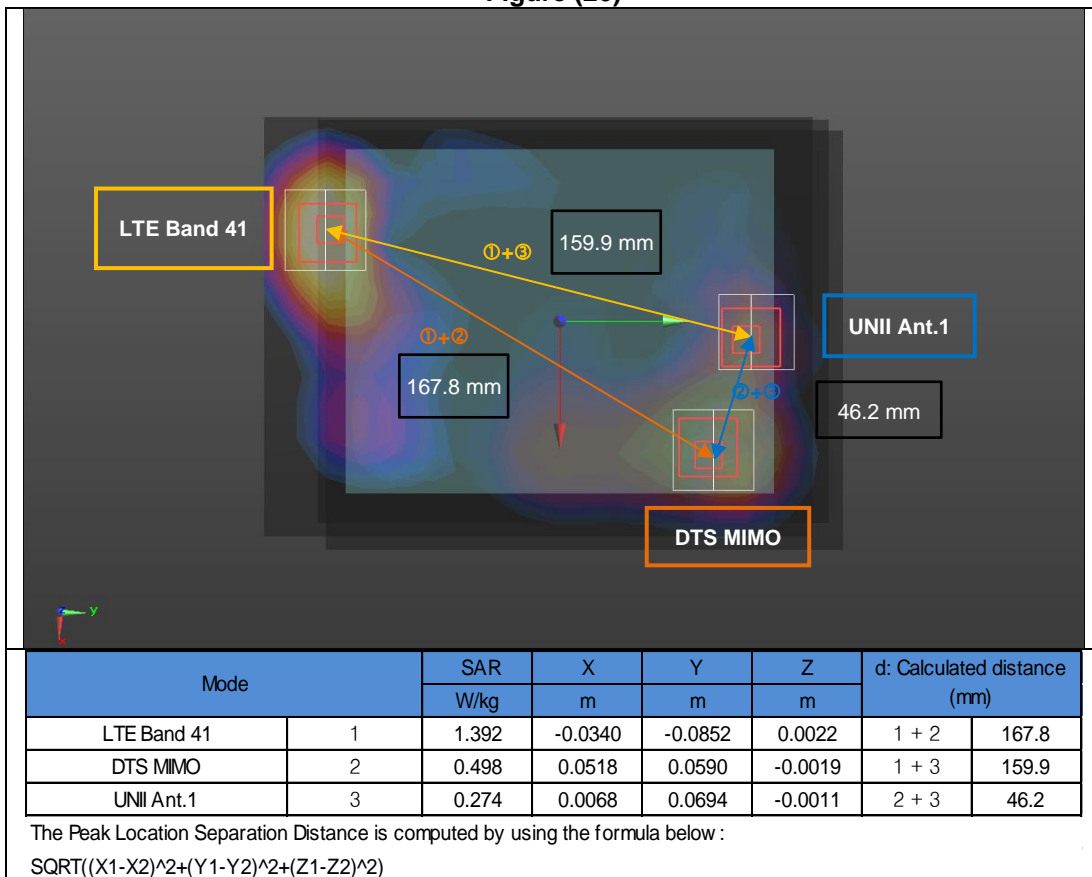 LTE Band 41
①+③
159.9 mm
UNII Ant.1
①+②
167.8 mm
②+③
46.2 mm
DTS MIMO
y
x
Mode SAR X Y Z d: Calculated distance (mm)
W/kg m m m
LTE Band 41 1 1.392 -0.0340 -0.0852 0.0022 1 + 2 167.8
DTS MIMO 2 0.498 0.0518 0.0590 -0.0019 1 + 3 159.9
UNII Ant.1 3 0.274 0.0068 0.0694 -0.0011 2 + 3 46.2
The Peak Location Separation Distance is computed by using the formula below :
SQRT((X1-X2)^2+(Y1-Y2)^2+(Z1-Z2)^2)